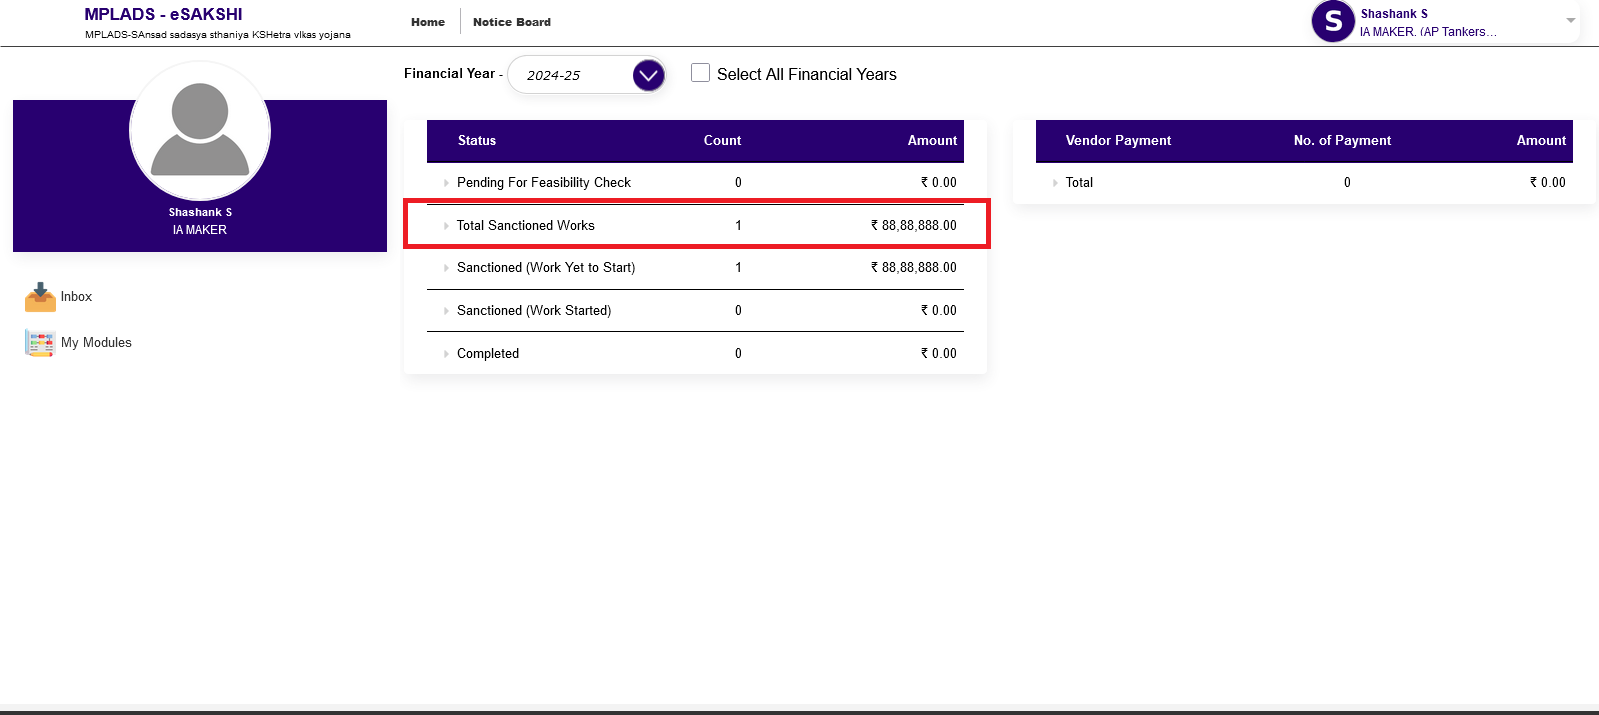 MPLADS - eSAKSHI
MPLADS-SAnsad sadasya sthaniya KSHetra vIkas yojana
Home
Notice Board
S
Shashank S
IA MAKER. (AP Tankers...
Shashank S
IA MAKER
Inbox
My Modules
Financial Year - 2024-25
Select All Financial Years
Status Count Amount
Pending For Feasibility Check 0 ₹ 0.00
Total Sanctioned Works 1 ₹ 88,88,888.00
Sanctioned (Work Yet to Start) 1 ₹ 88,88,888.00
Sanctioned (Work Started) 0 ₹ 0.00
Completed 0 ₹ 0.00
Vendor Payment No. of Payment Amount
Total 0 ₹ 0.00